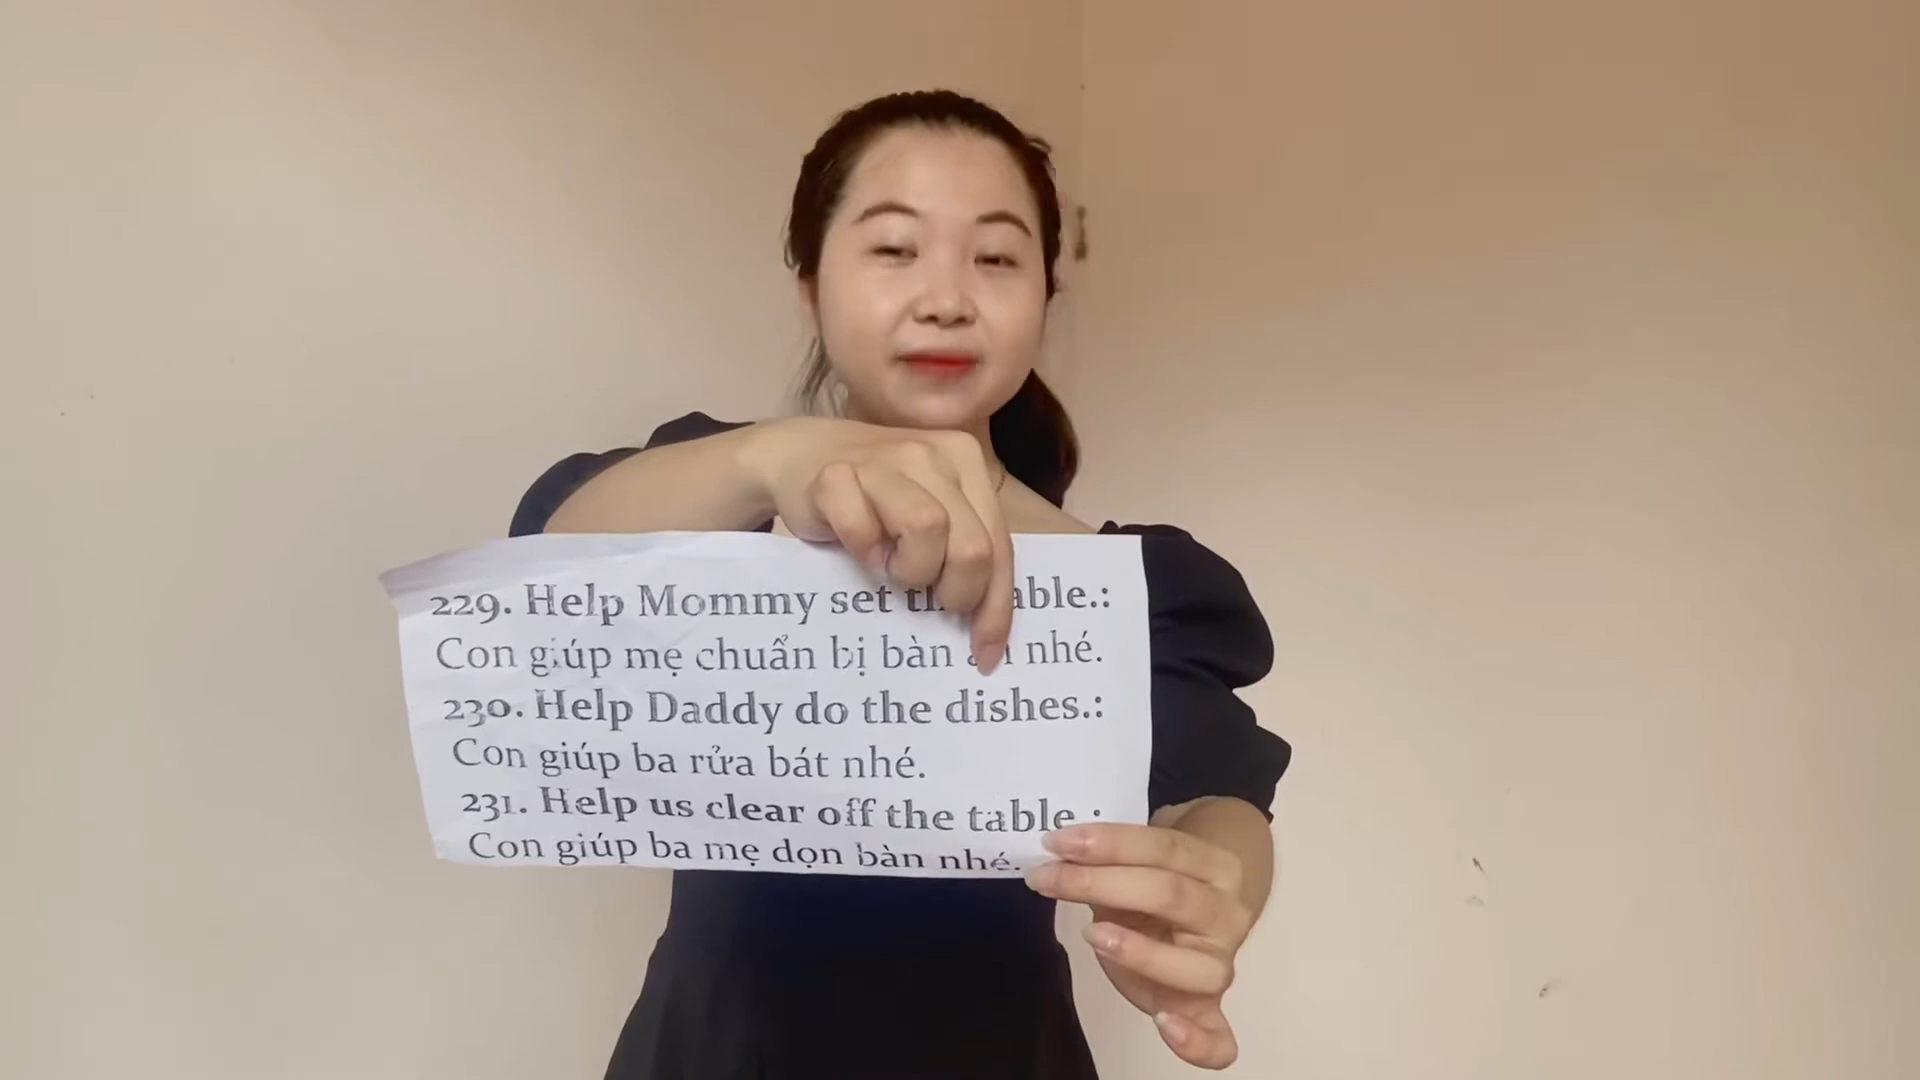 229. Help Mommy set table.:
Con giúp mẹ chuẩn bị bàn nhé.
230. Help Daddy do the dishes.:
Con giúp ba rửa bát nhé.
231. Help us clear off the table.:
Con giúp ba mẹ dọn bàn nhé.